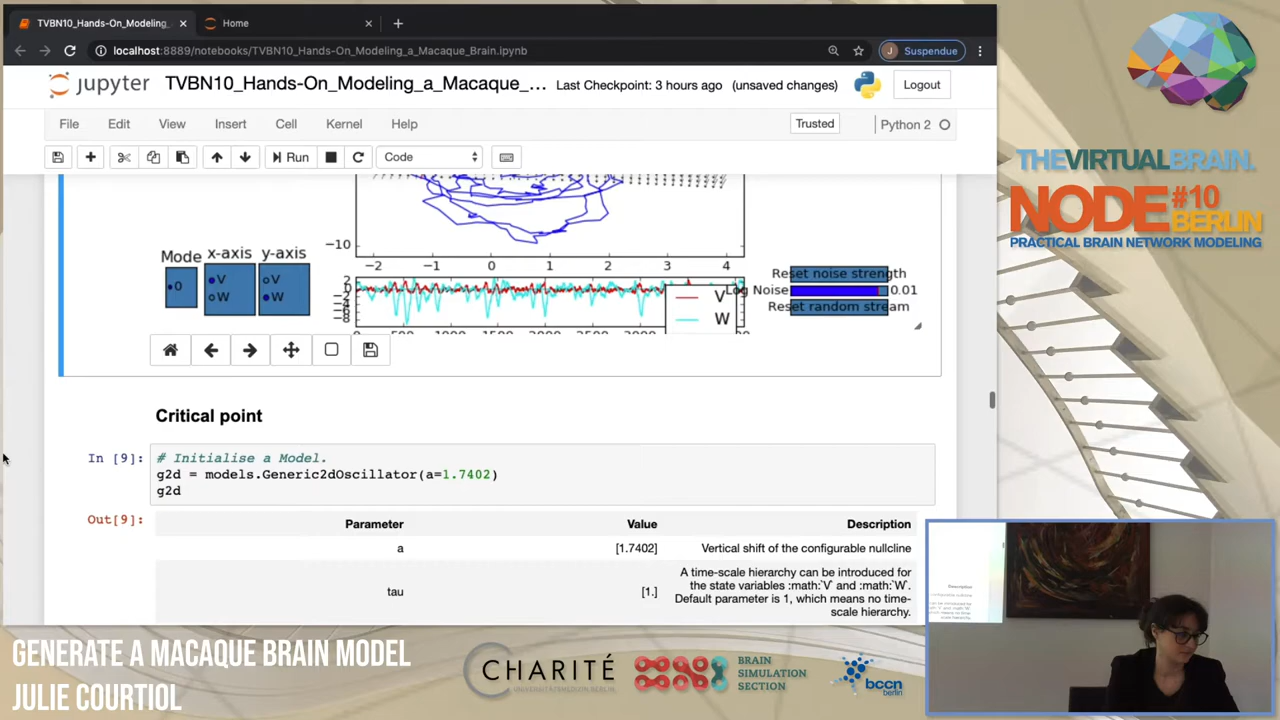 TVBN10_Hands-On_Modeling_
Home
localhost:8889/notebooks/TVBN10_Hands-On_Modeling_a_Macaque_Brain.ipynb
J Suspendue
jupyter TVBN10_Hands-On_Modeling_a_Macaque_... Last Checkpoint: 3 hours ago (unsaved changes)
Logout
File Edit View Insert Cell Kernel Help
Trusted
Python 2
Run
Code
−10
−2 −1 0 1 2 3 4
Mode x-axis y-axis
0
V
W
V
W
2
−2
−4
−6
−8
V
W
Reset noise strength
Log Noise 0.01
Reset random stream
Critical point
In [9]: # Initialise a Model.
g2d = models.Generic2dOscillator(a=1.7402)
g2d
Out[9]:
Parameter Value Description
a [1.7402] Vertical shift of the configurable nullcline
tau [1.] A time-scale hierarchy can be introduced for
the state variables :math:`V` and :math:`W`.
Default parameter is 1, which means no time-
scale hierarchy.
THEVIRTUALBRAIN.
NODE #10
BERLIN
PRACTICAL BRAIN NETWORK MODELING
GENERATE A MACAQUE BRAIN MODEL
JULIE COURTIOL
CHARITÉ
UNIVERSITÄTSMEDIZIN BERLIN
BRAIN
SIMULATION
SECTION
bccn
berlin